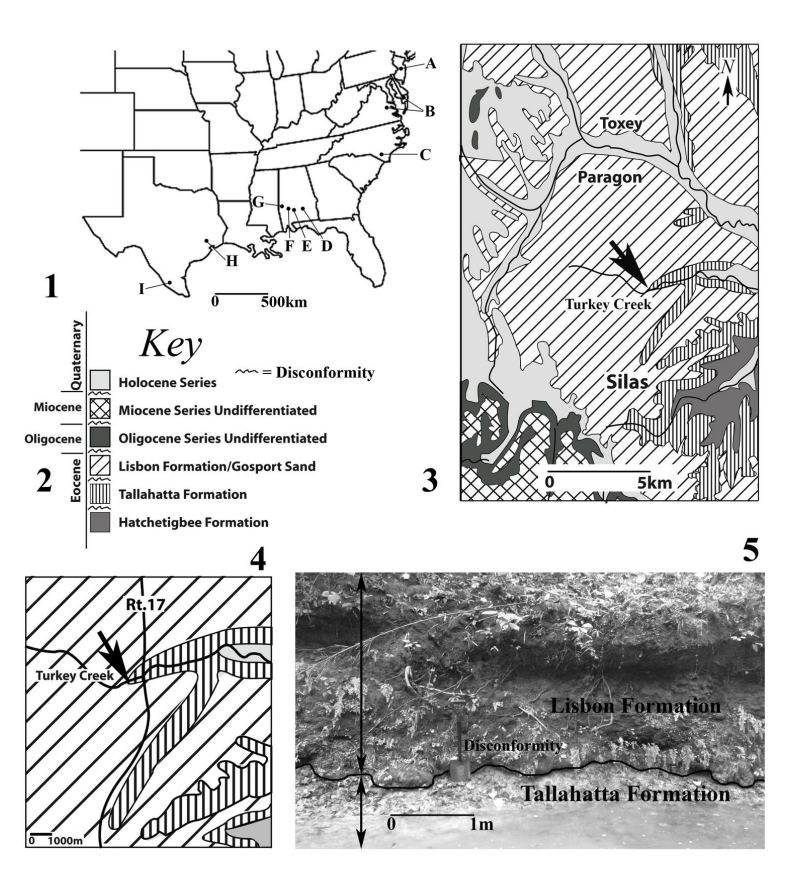 A
B
C
G
F
E
D
H
I
0 500km
1
Key
Quaternary
Miocene
Oligocene
Eocene
Holocene Series
= Disconformity
Miocene Series Undifferentiated
Oligocene Series Undifferentiated
Lisbon Formation/Gosport Sand
Tallahatta Formation
Hatchetigbee Formation
2
N
Toxey
Paragon
Turkey Creek
Silas
0 5km
3
4
Rt.17
Turkey Creek
0 1000m
5
Lisbon Formation
Disconformity
Tallahatta Formation
0 1m